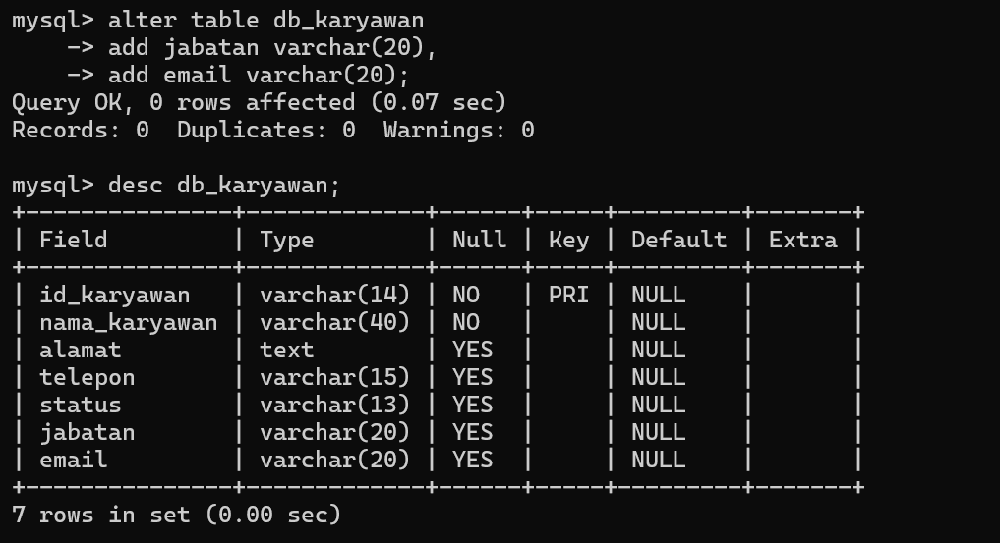 mysql> alter table db_karyawan
    -> add jabatan varchar(20),
    -> add email varchar(20);
Query OK, 0 rows affected (0.07 sec)
Records: 0  Duplicates: 0  Warnings: 0

mysql> desc db_karyawan;
+---------------+-------------+------+-----+---------+-------+
| Field         | Type        | Null | Key | Default | Extra |
+---------------+-------------+------+-----+---------+-------+
| id_karyawan   | varchar(14) | NO   | PRI | NULL    |       |
| nama_karyawan | varchar(40) | NO   |     | NULL    |       |
| alamat        | text        | YES  |     | NULL    |       |
| telepon       | varchar(15) | YES  |     | NULL    |       |
| status        | varchar(13) | YES  |     | NULL    |       |
| jabatan       | varchar(20) | YES  |     | NULL    |       |
| email         | varchar(20) | YES  |     | NULL    |       |
+---------------+-------------+------+-----+---------+-------+
7 rows in set (0.00 sec)